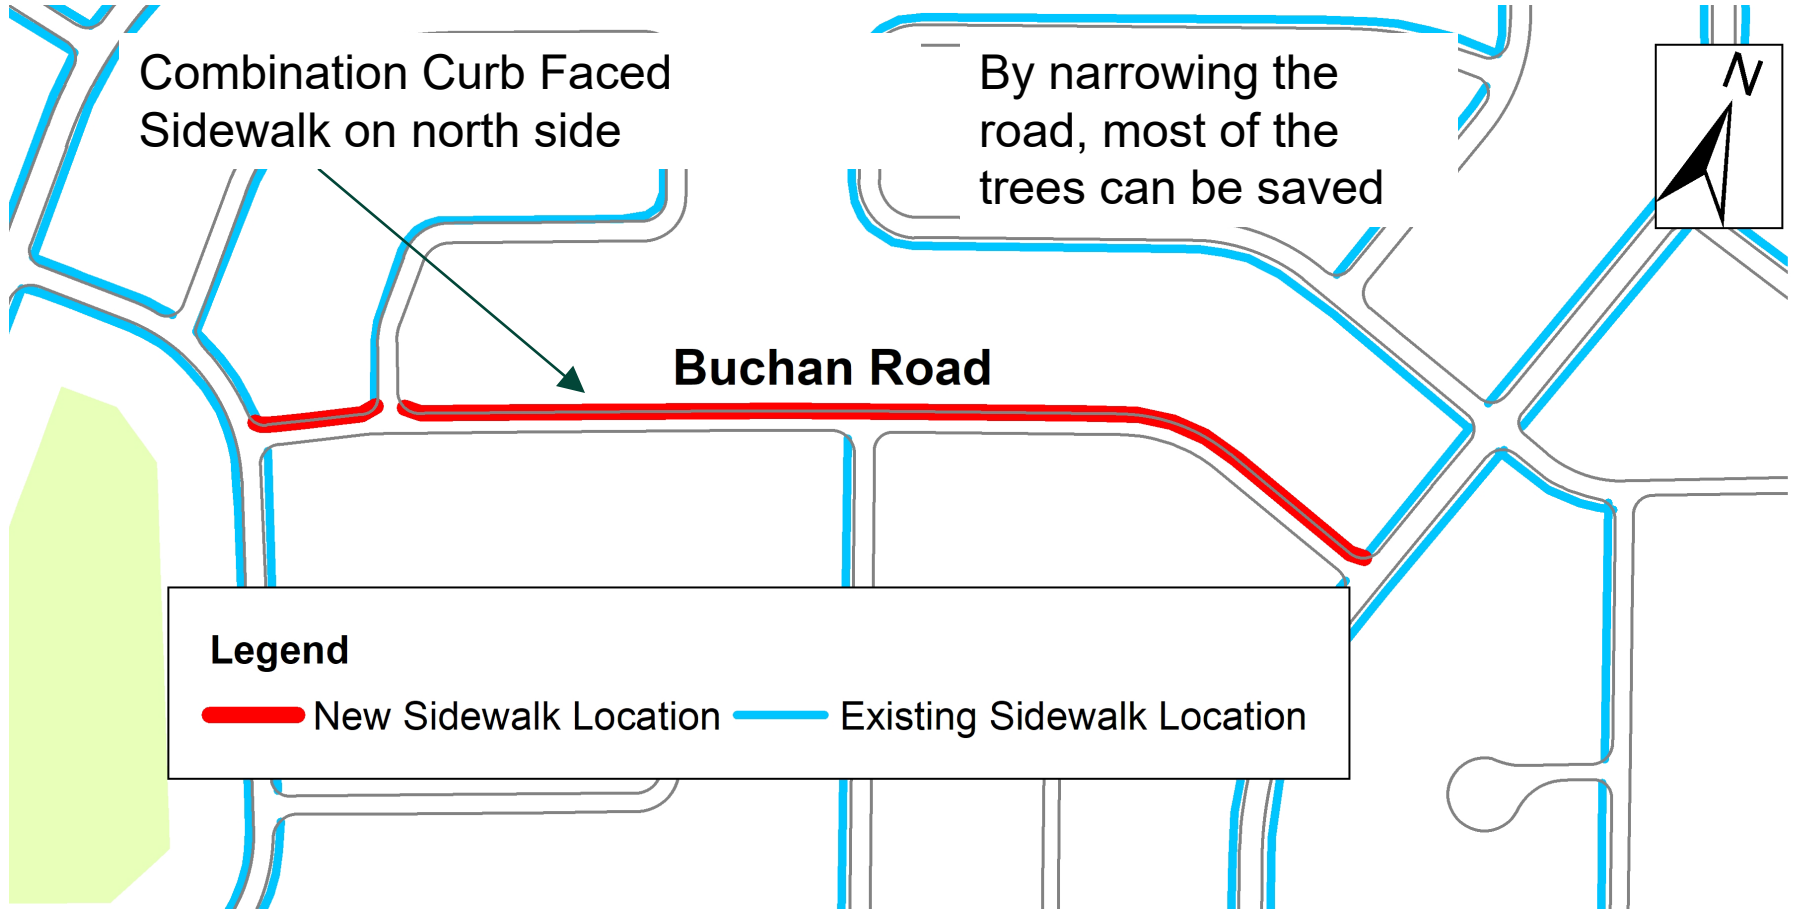 Combination Curb Faced
Sidewalk on north side
By narrowing the
road, most of the
trees can be saved
N
Buchan Road
Legend
New Sidewalk Location
Existing Sidewalk Location